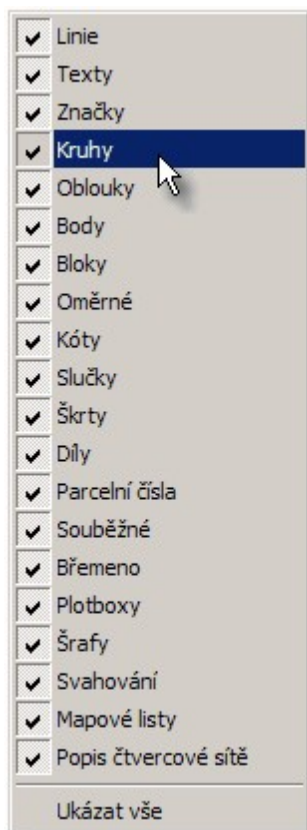 Linie
Texty
Značky
Kruhy
Oblouky
Body
Bloky
Oměrné
Kóty
Slučky
Škrty
Díly
Parcelní čísla
Souběžné
Břemeno
Plotboxy
Šrafy
Svahování
Mapové listy
Popis čtvercové sítě
Ukázat vše